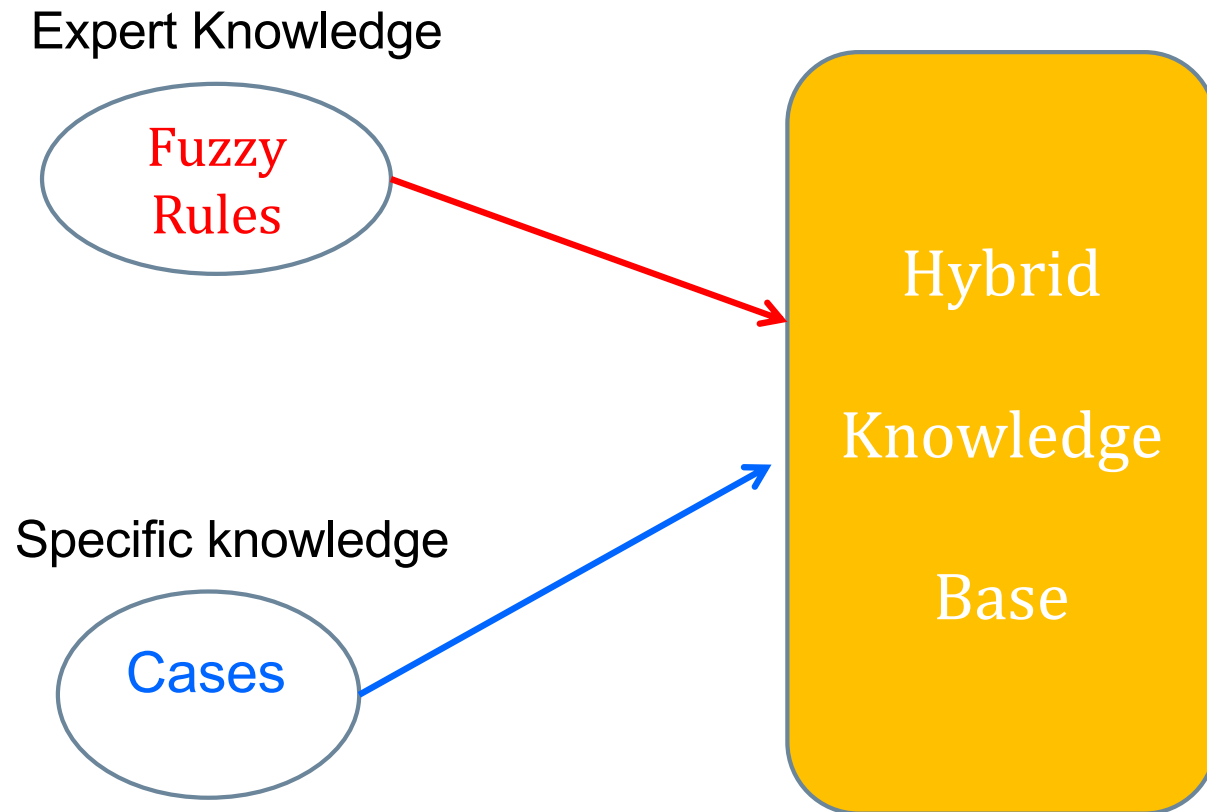 Expert Knowledge
Fuzzy
Rules
Specific knowledge
Cases
Hybrid
Knowledge
Base